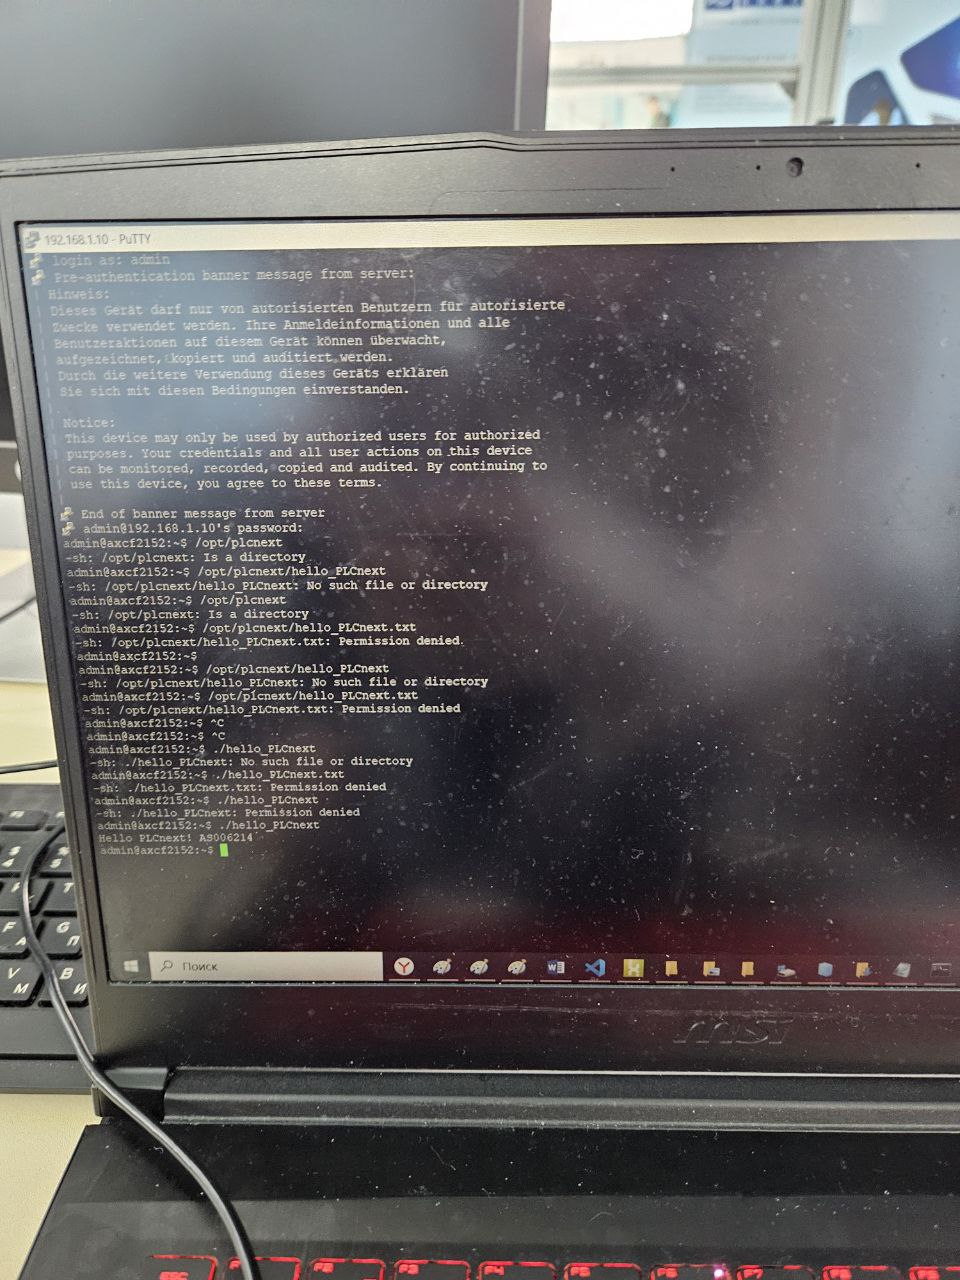 192.168.1.10 - PuTTY
login as: admin
Pre-authentication banner message from server:
Hinweis:
Dieses Gerät darf nur von autorisierten Benutzern für autorisierte
Zwecke verwendet werden. Ihre Anmeldeinformationen und alle
Benutzeraktionen auf diesem Gerät können überwacht,
aufgezeichnet, kopiert und auditiert werden.
Durch die weitere Verwendung dieses Geräts erklären
Sie sich mit diesen Bedingungen einverstanden.
Notice:
This device may only be used by authorized users for authorized
purposes. Your credentials and all user actions on this device
can be monitored, recorded, copied and audited. By continuing to
use this device, you agree to these terms.
End of banner message from server
admin@192.168.1.10's password:
admin@axcf2152:~$ /opt/plcnext
-sh: /opt/plcnext: Is a directory
admin@axcf2152:~$ /opt/plcnext/hello_PLCnext
-sh: /opt/plcnext/hello_PLCnext: No such file or directory
admin@axcf2152:~$ /opt/plcnext
-sh: /opt/plcnext: Is a directory
admin@axcf2152:~$ /opt/plcnext/hello_PLCnext.txt
-sh: /opt/plcnext/hello_PLCnext.txt: Permission denied
admin@axcf2152:~$
admin@axcf2152:~$ /opt/plcnext/hello_PLCnext
-sh: /opt/plcnext/hello_PLCnext: No such file or directory
admin@axcf2152:~$ /opt/plcnext/hello_PLCnext.txt
-sh: /opt/plcnext/hello_PLCnext.txt: Permission denied
admin@axcf2152:~$ ^C
admin@axcf2152:~$ ^C
admin@axcf2152:~$ ./hello_PLCnext
-sh: ./hello_PLCnext: No such file or directory
admin@axcf2152:~$ ./hello_PLCnext.txt
-sh: ./hello_PLCnext.txt: Permission denied
admin@axcf2152:~$ ./hello_PLCnext
-sh: ./hello_PLCnext: Permission denied
admin@axcf2152:~$ ./hello_PLCnext
Hello PLCnext! AS006214
admin@axcf2152:~$
Поиск
msi